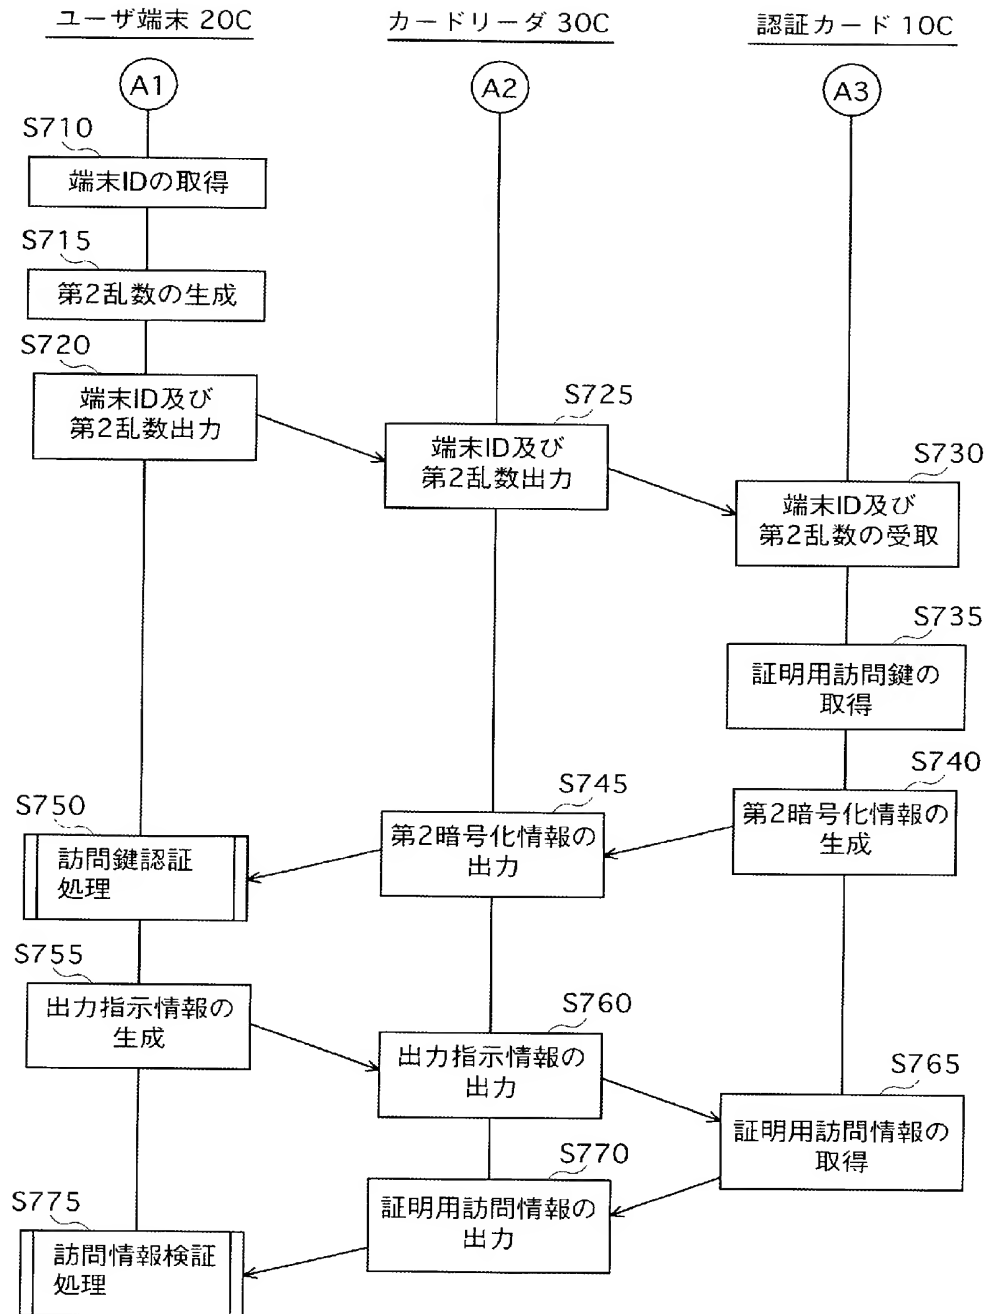 ユーザ端末 20C
カードリーダ 30C
認証カード 10C
A1
A2
A3
S710
端末IDの取得
S715
第2乱数の生成
S720
端末ID及び
第2乱数出力
S725
端末ID及び
第2乱数出力
S730
端末ID及び
第2乱数の受取
S735
証明用訪問鍵の
取得
S740
第2暗号化情報の
生成
S745
第2暗号化情報の
出力
S750
訪問鍵認証
処理
S755
出力指示情報の
生成
S760
出力指示情報の
出力
S765
証明用訪問情報の
取得
S770
証明用訪問情報の
出力
S775
訪問情報検証
処理